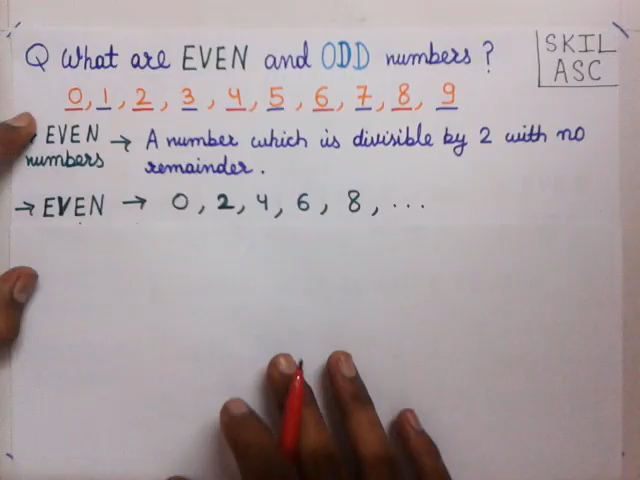 Q What are EVEN and ODD numbers ?
SKIL
ASC
0, 1, 2, 3, 4, 5, 6, 7, 8, 9
EVEN numbers → A number which is divisible by 2 with no
remainder.
→ EVEN → 0, 2, 4, 6, 8, ...